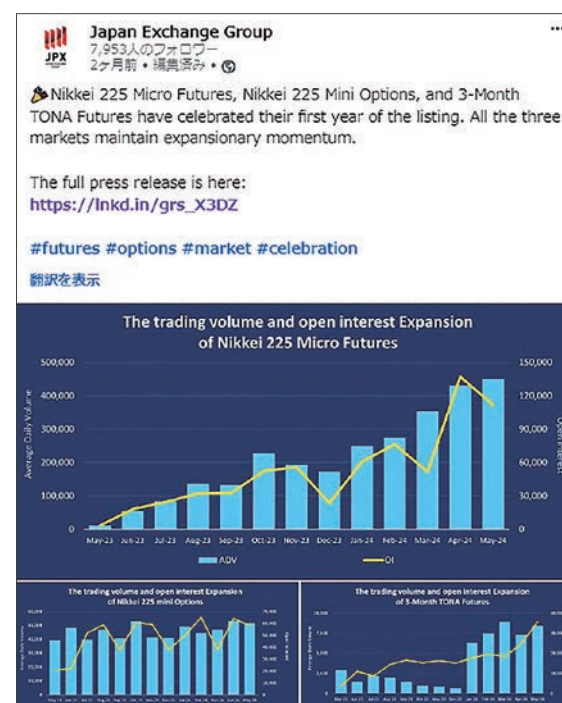 JPX
Japan Exchange Group
7,953人のフォロワー
2ヶ月前・編集済み・
Nikkei 225 Micro Futures, Nikkei 225 Mini Options, and 3-Month
TONA Futures have celebrated their first year of the listing. All the three
markets maintain expansionary momentum.
The full press release is here:
https://lnkd.in/grs_X3DZ
#futures #options #market #celebration
翻訳を表示
The trading volume and open interest Expansion
of Nikkei 225 Micro Futures
Average Daily Volume
500,000
400,000
300,000
200,000
100,000
0
150,000
120,000
90,000
60,000
30,000
0
Open Interest
May-23 Jun-23 Jul-23 Aug-23 Sep-23 Oct-23 Nov-23 Dec-23 Jan-24 Feb-24 Mar-24 Apr-24 May-24
ADV OI
The trading volume and open interest Expansion
of Nikkei 225 mini Options
The trading volume and open interest Expansion
of 3-Month TONA Futures